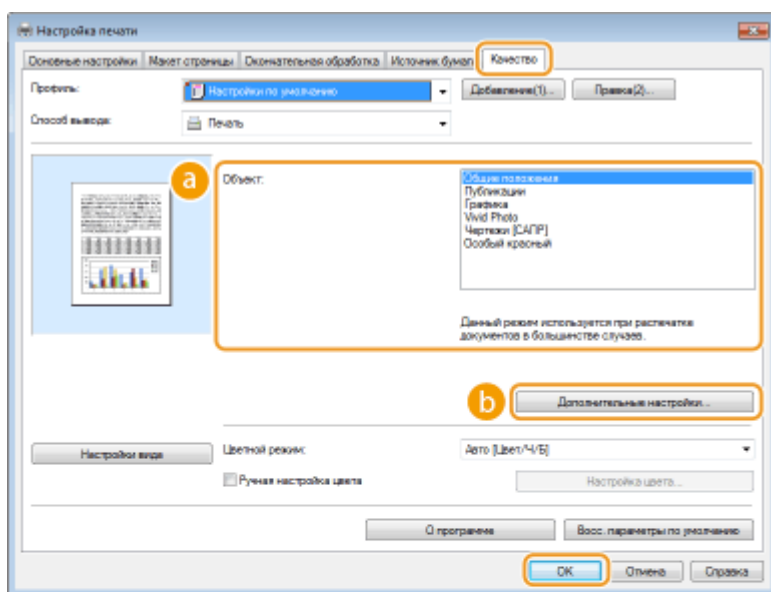 Настройка печати
Основные настройки Макет страницы Окончательная обработка Источник бумаг Качество
Профиль: Настройки по умолчанию Добавление(1)... Правка(2)...
Способ вывода: Печать
a
Объект: Общие положения
Публикации
Графика
Vivid Photo
Чертежи [САПР]
Особый красный
Данный режим используется при распечатке
документов в большинстве случаев.
b Дополнительные настройки...
Настройки вида Цветной режим: Авто [Цвет/Ч/Б]
Ручная настройка цвета Настройка цвета...
О программе Восс. параметры по умолчанию
OK Отмена Справка